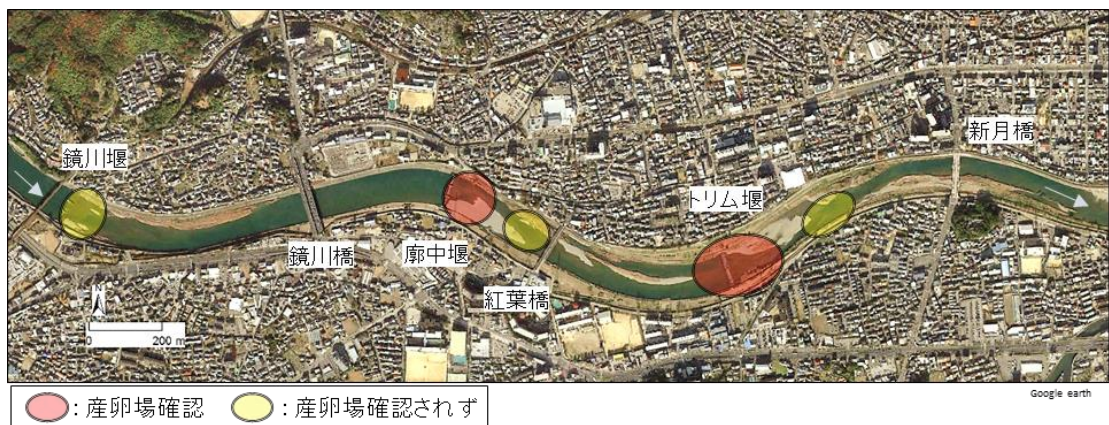 鏡川堰
鏡川橋
廓中堰
紅葉橋
トリム堰
新月橋
N
0 200 m
Google earth
:産卵場確認 :産卵場確認されず